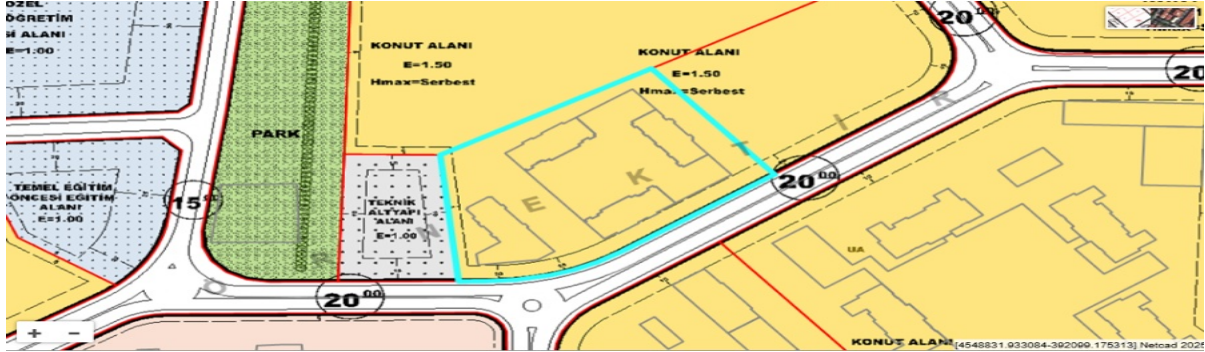 ÖZEL
ÖĞRETİM
ALANI
E=1.00
KONUT ALANI
E=1.50
Hmax=Serbest
KONUT ALANI
E=1.50
Hmax=Serbest
20.00
20
PARK
TEMEL EĞİTİM
ÖNCESİ EĞİTİM
ALANI
E=1.00
15
TEKNİK
ALTYAPI
ALANI
E=1.00
N
E
K
T
İ
R
20.00
UA
20.00
+ −
KONUT ALANI
[4548831.933084-392099.175313] Netcad 2025